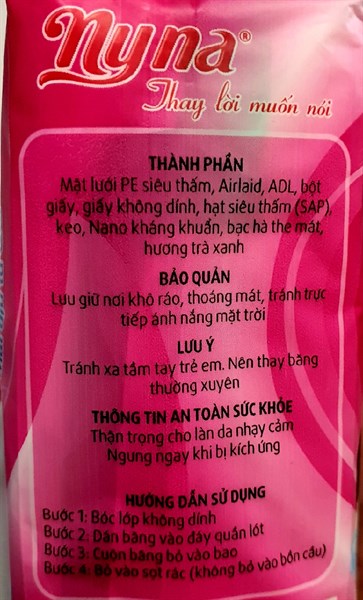 nyna®
Thay lời muốn nói
THÀNH PHẦN
Mặt lưới PE siêu thấm, Airlaid, ADL, bột
giấy, giấy không dính, hạt siêu thấm (SAP),
keo, Nano kháng khuẩn, bạc hà the mát,
hương trà xanh
BẢO QUẢN
Lưu giữ nơi khô ráo, thoáng mát, tránh trực
tiếp ánh nắng mặt trời
LƯU Ý
Tránh xa tầm tay trẻ em. Nên thay băng
thường xuyên
THÔNG TIN AN TOÀN SỨC KHỎE
Thận trọng cho làn da nhạy cảm
Ngưng ngay khi bị kích ứng
HƯỚNG DẪN SỬ DỤNG
Bước 1: Bóc lớp không dính
Bước 2: Dán băng vào đáy quần lót
Bước 3: Cuộn băng bỏ vào bao
Bước 4: Bỏ vào sọt rác (không bỏ vào bồn cầu)